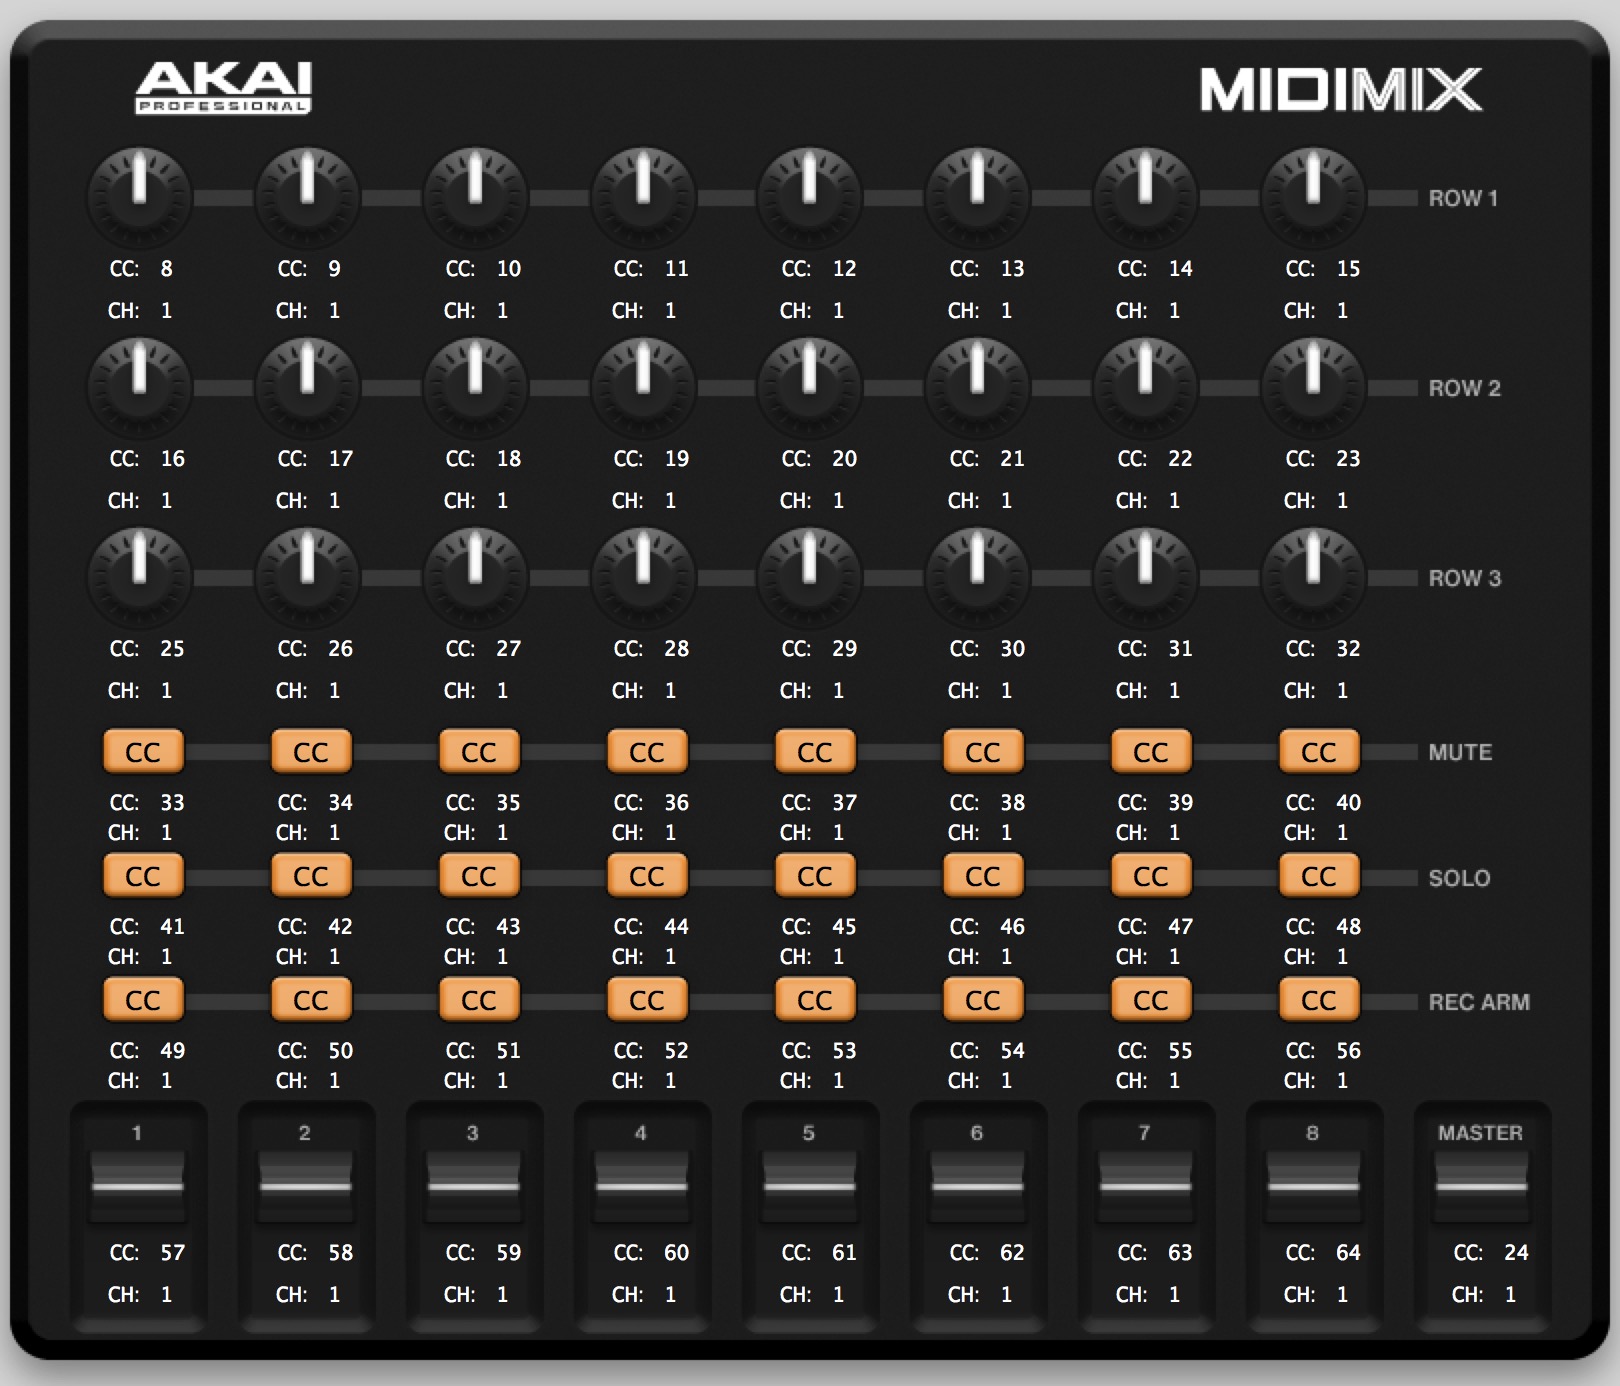 AKAI
PROFESSIONAL
MIDIMIX
ROW 1
CC: 8 CC: 9 CC: 10 CC: 11 CC: 12 CC: 13 CC: 14 CC: 15
CH: 1 CH: 1 CH: 1 CH: 1 CH: 1 CH: 1 CH: 1 CH: 1
ROW 2
CC: 16 CC: 17 CC: 18 CC: 19 CC: 20 CC: 21 CC: 22 CC: 23
CH: 1 CH: 1 CH: 1 CH: 1 CH: 1 CH: 1 CH: 1 CH: 1
ROW 3
CC: 25 CC: 26 CC: 27 CC: 28 CC: 29 CC: 30 CC: 31 CC: 32
CH: 1 CH: 1 CH: 1 CH: 1 CH: 1 CH: 1 CH: 1 CH: 1
CC CC CC CC CC CC CC CC MUTE
CC: 33 CC: 34 CC: 35 CC: 36 CC: 37 CC: 38 CC: 39 CC: 40
CH: 1 CH: 1 CH: 1 CH: 1 CH: 1 CH: 1 CH: 1 CH: 1
CC CC CC CC CC CC CC CC SOLO
CC: 41 CC: 42 CC: 43 CC: 44 CC: 45 CC: 46 CC: 47 CC: 48
CH: 1 CH: 1 CH: 1 CH: 1 CH: 1 CH: 1 CH: 1 CH: 1
CC CC CC CC CC CC CC CC REC ARM
CC: 49 CC: 50 CC: 51 CC: 52 CC: 53 CC: 54 CC: 55 CC: 56
CH: 1 CH: 1 CH: 1 CH: 1 CH: 1 CH: 1 CH: 1 CH: 1
1 2 3 4 5 6 7 8 MASTER
CC: 57 CC: 58 CC: 59 CC: 60 CC: 61 CC: 62 CC: 63 CC: 64 CC: 24
CH: 1 CH: 1 CH: 1 CH: 1 CH: 1 CH: 1 CH: 1 CH: 1 CH: 1